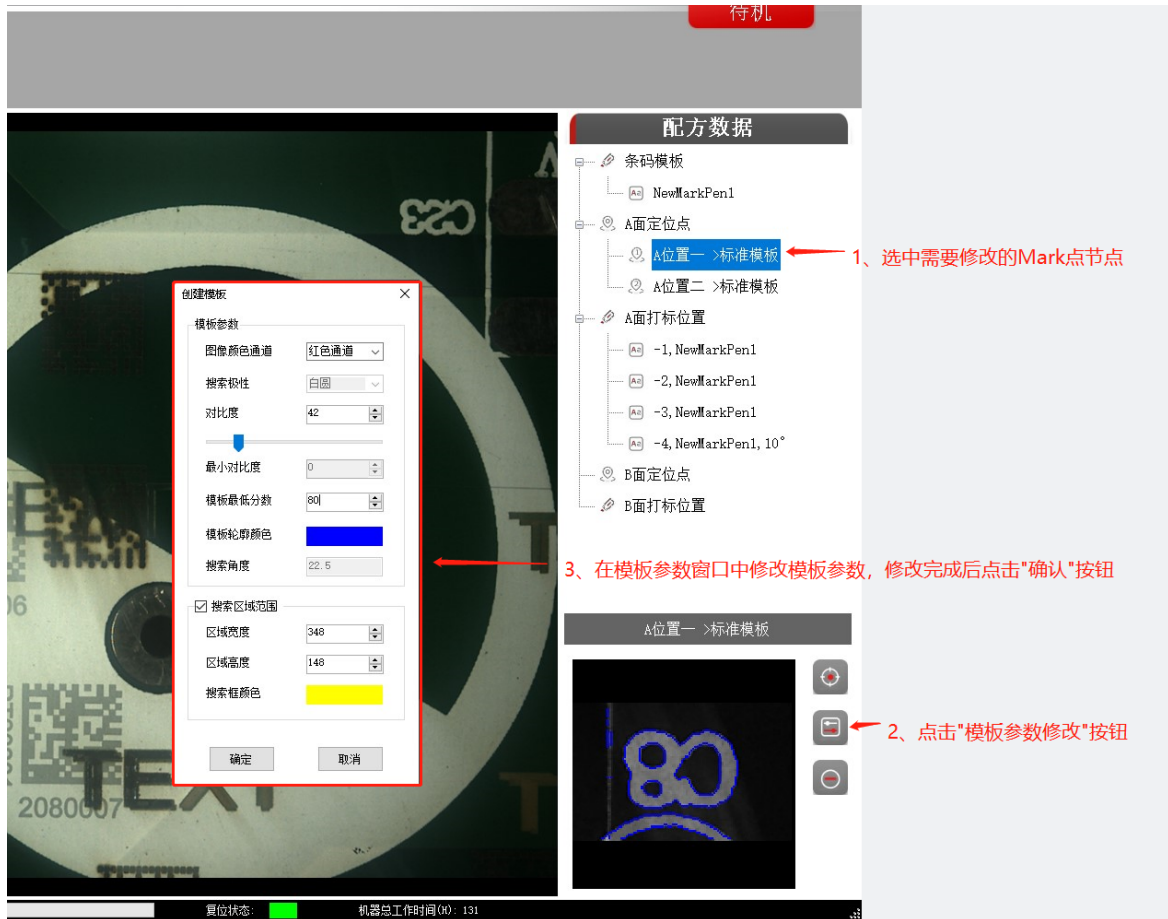 待机
配方数据
条码模板
NewMarkPen1
A面定位点
A位置一 >标准模板
1、选中需要修改的Mark点节点
A位置二 >标准模板
A面打标位置
-1,NewMarkPen1
-2,NewMarkPen1
-3,NewMarkPen1
-4,NewMarkPen1,10°
B面定位点
B面打标位置
C23
创建模板
模板参数
图像颜色通道 红色通道
搜索极性 白圆
对比度 42
最小对比度 0
模板最低分数 80
模板轮廓颜色
搜索角度 22.5
3、在模板参数窗口中修改模板参数，修改完成后点击"确认"按钮
搜索区域范围
区域宽度 348
区域高度 148
搜索框颜色
确定 取消
06
TEXT
2080007
A位置一 >标准模板
2、点击"模板参数修改"按钮
复位状态: 机器总工作时间(H): 131